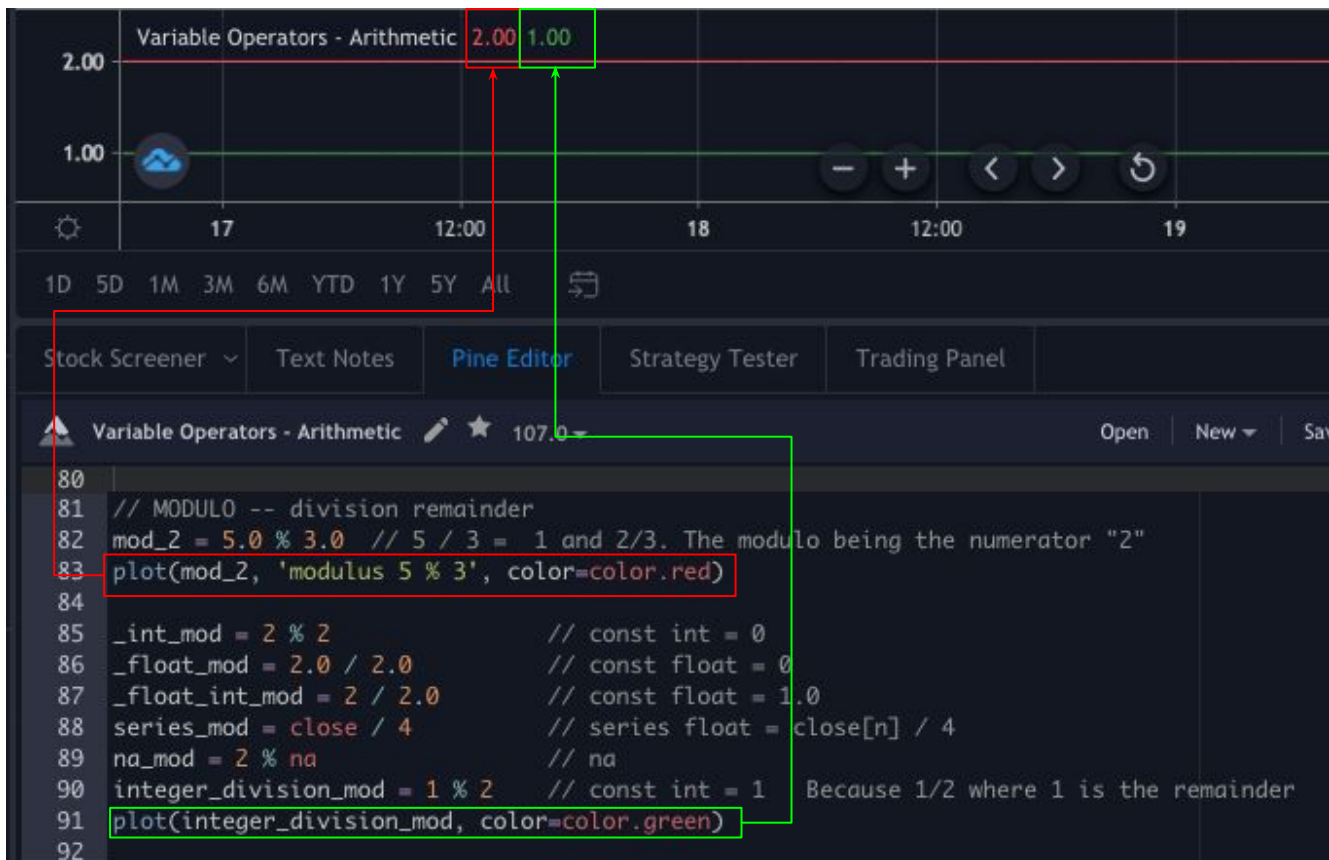 Variable Operators - Arithmetic 2.00 1.00
2.00
1.00
17 12:00 18 12:00 19
1D 5D 1M 3M 6M YTD 1Y 5Y All
Stock Screener Text Notes Pine Editor Strategy Tester Trading Panel
Variable Operators - Arithmetic 107.0 Open New Sav
80
81 // MODULO -- division remainder
82 mod_2 = 5.0 % 3.0 // 5 / 3 = 1 and 2/3. The modulo being the numerator "2"
83 plot(mod_2, 'modulus 5 % 3', color=color.red)
84
85 _int_mod = 2 % 2 // const int = 0
86 _float_mod = 2.0 / 2.0 // const float = 0
87 _float_int_mod = 2 / 2.0 // const float = 1.0
88 series_mod = close / 4 // series float = close[n] / 4
89 na_mod = 2 % na // na
90 integer_division_mod = 1 % 2 // const int = 1 Because 1/2 where 1 is the remainder
91 plot(integer_division_mod, color=color.green)
92